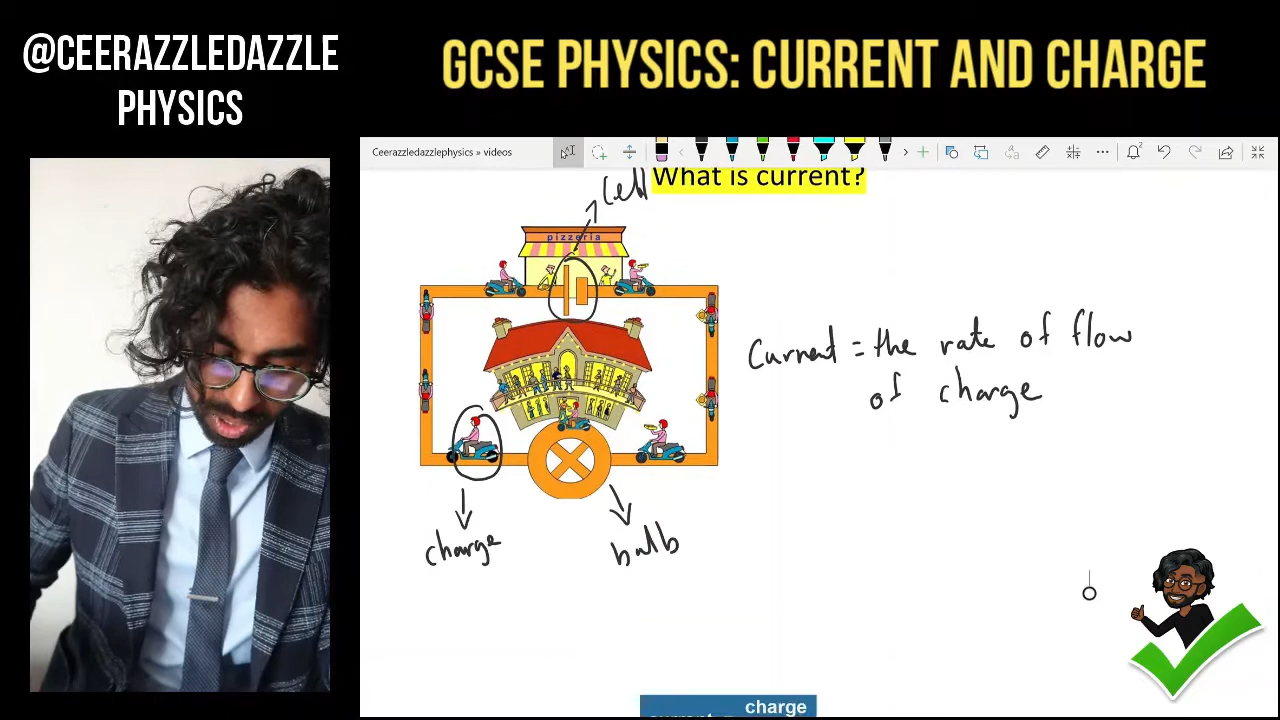 @CEERAZZLEDAZZLE
PHYSICS
GCSE PHYSICS: CURRENT AND CHARGE
Ceerazzledazzlephysics » videos
cell
What is current?
pizzeria
Current = the rate of flow
of charge
charge
bulb
charge